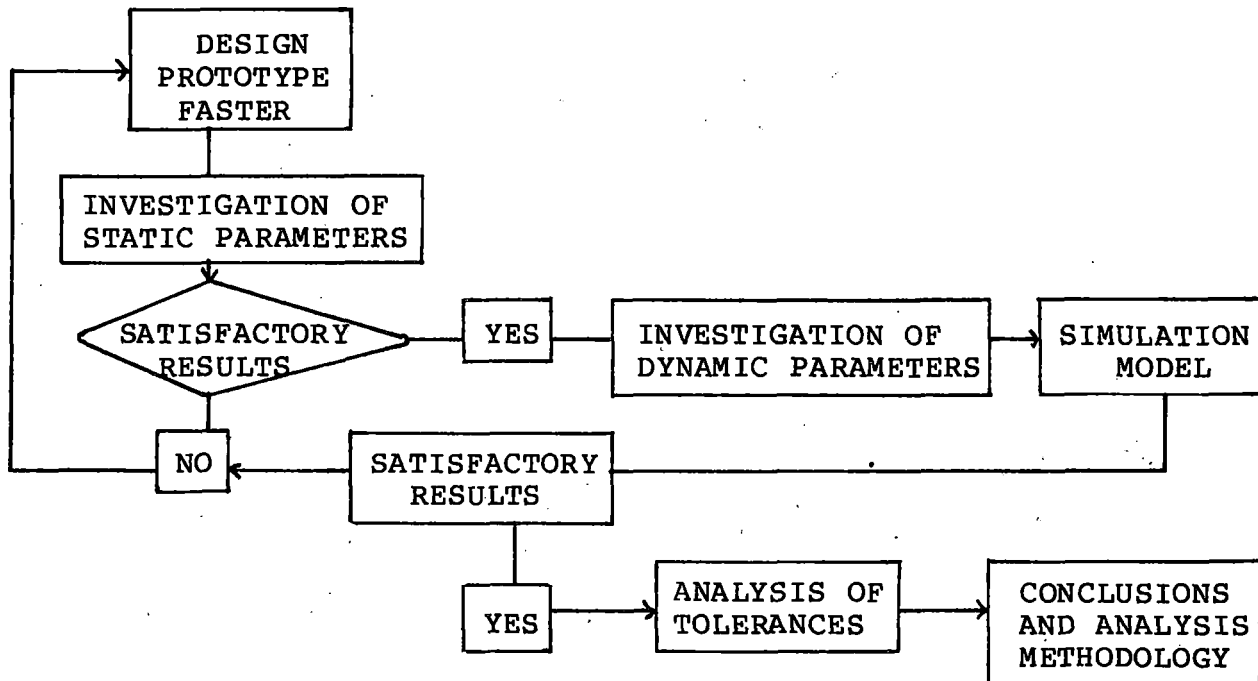 DESIGN
PROTOTYPE
FASTER
INVESTIGATION OF
STATIC PARAMETERS
SATISFACTORY
RESULTS
YES
INVESTIGATION OF
DYNAMIC PARAMETERS
SIMULATION
MODEL
NO
SATISFACTORY
RESULTS
YES
ANALYSIS OF
TOLERANCES
CONCLUSIONS
AND ANALYSIS
METHODOLOGY